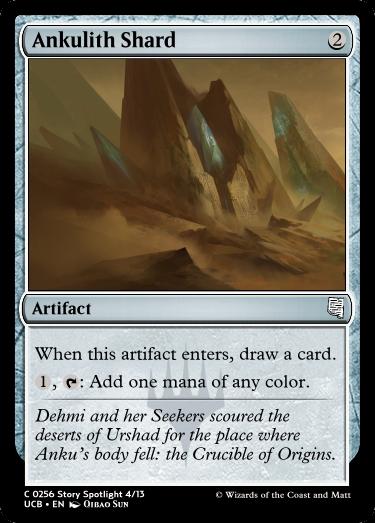 Ankulith Shard
2
Artifact
When this artifact enters, draw a card.
1, : Add one mana of any color.
Dehmi and her Seekers scoured the
deserts of Urshad for the place where
Anku's body fell: the Crucible of Origins.
C 0256 Story Spotlight 4/13
UCB • EN Qibao Sun
© Wizards of the Coast and Matt